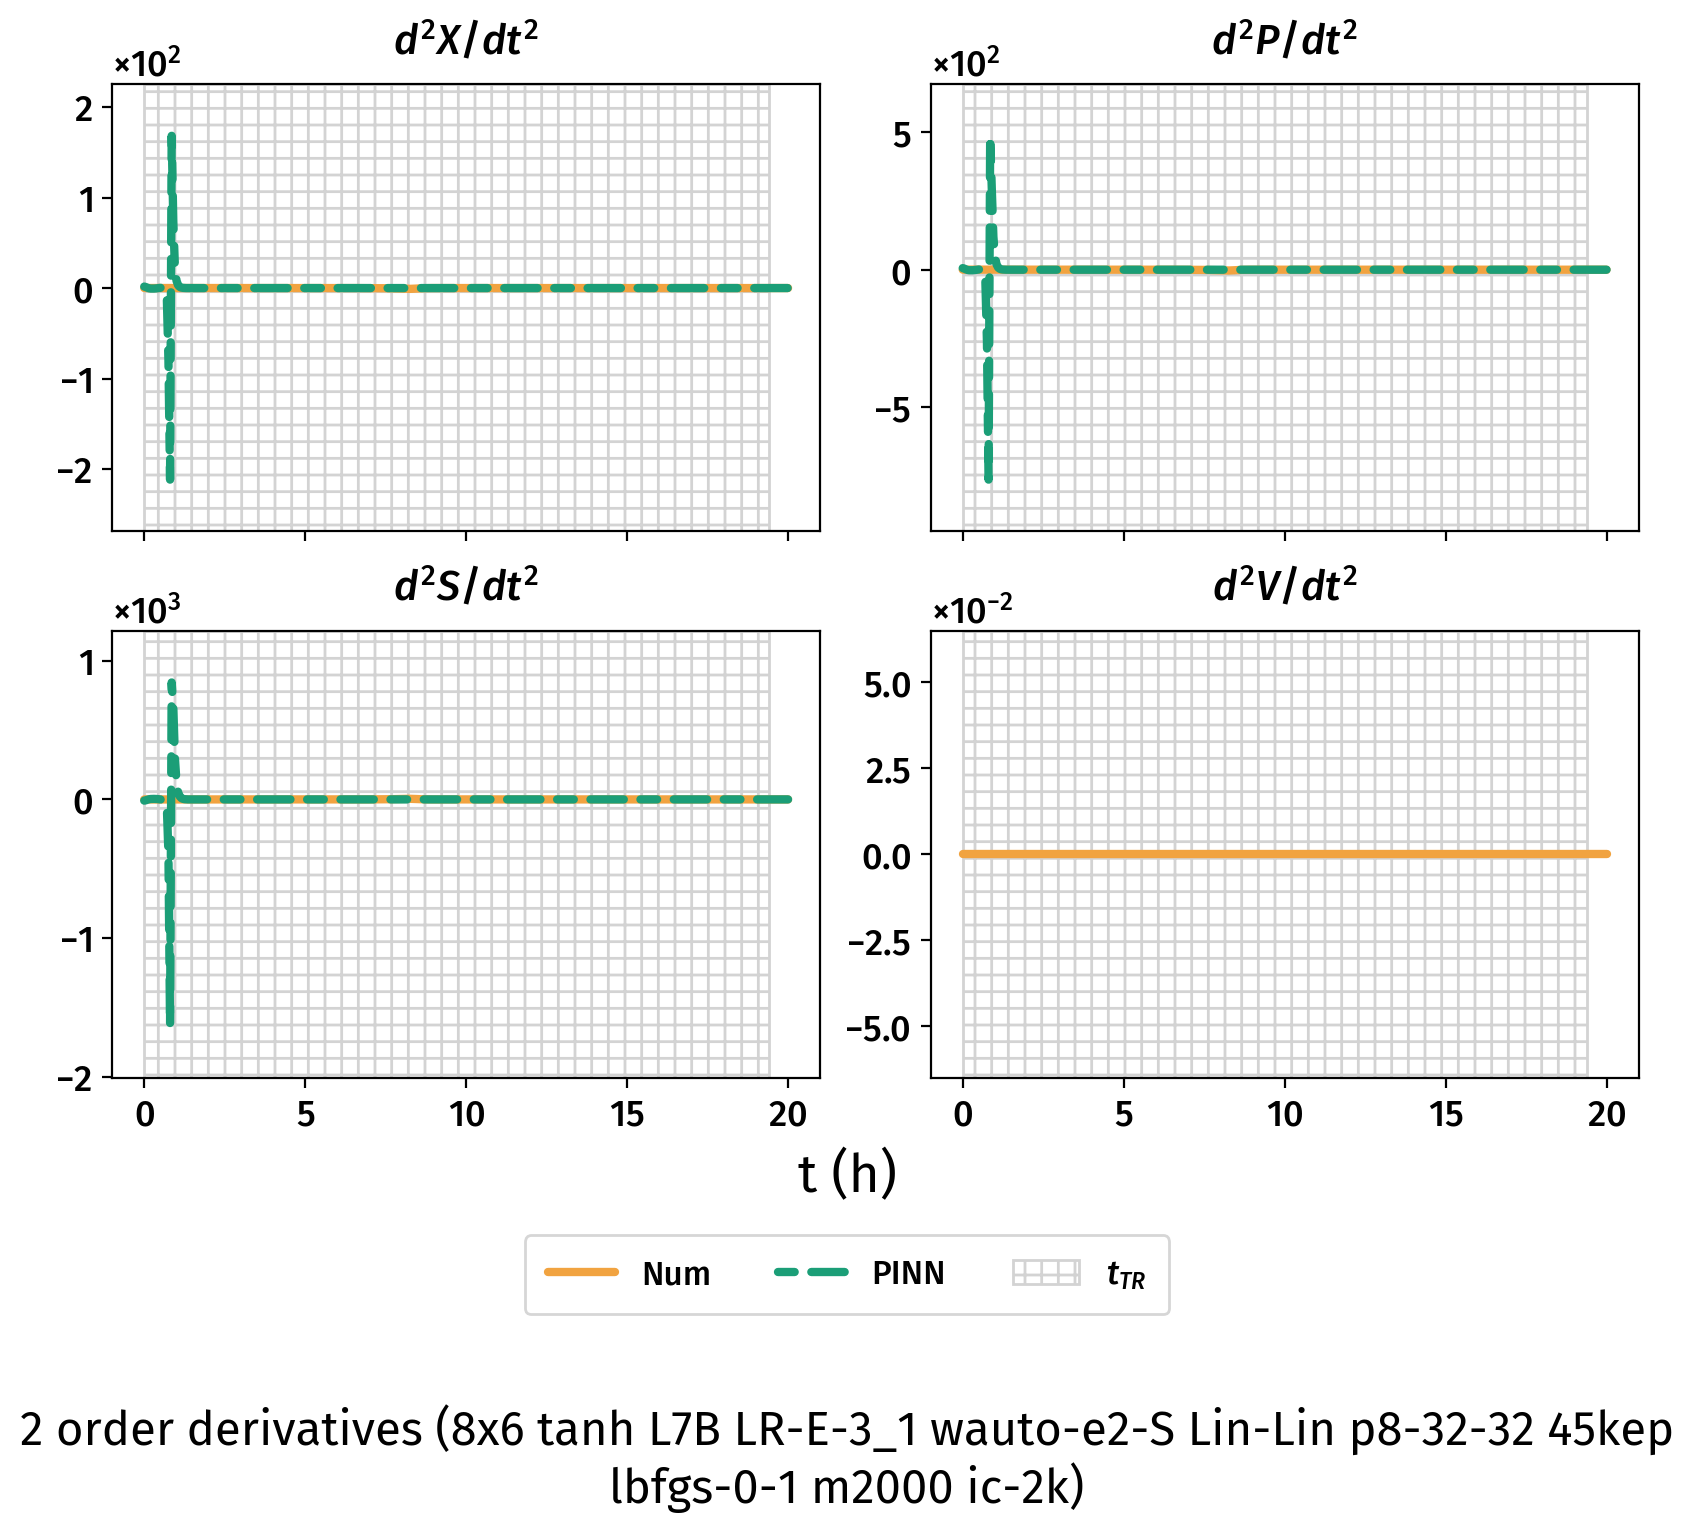 d²X/dt²
×10²
2
1
0
−1
−2
d²P/dt²
×10²
5
0
−5
d²S/dt²
×10³
1
0
−1
−2
0 5 10 15 20
d²V/dt²
×10⁻²
5.0
2.5
0.0
−2.5
−5.0
0 5 10 15 20
t (h)
Num PINN t_TR
2 order derivatives (8x6 tanh L7B LR-E-3_1 wauto-e2-S Lin-Lin p8-32-32 45kep
lbfgs-0-1 m2000 ic-2k)